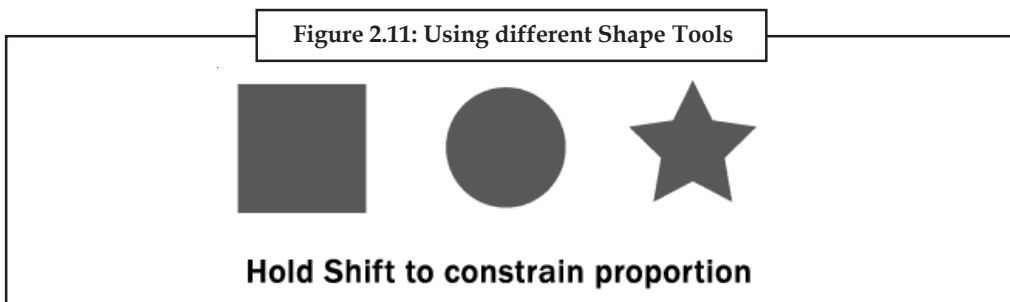 Figure 2.11: Using different Shape Tools
Hold Shift to constrain proportion